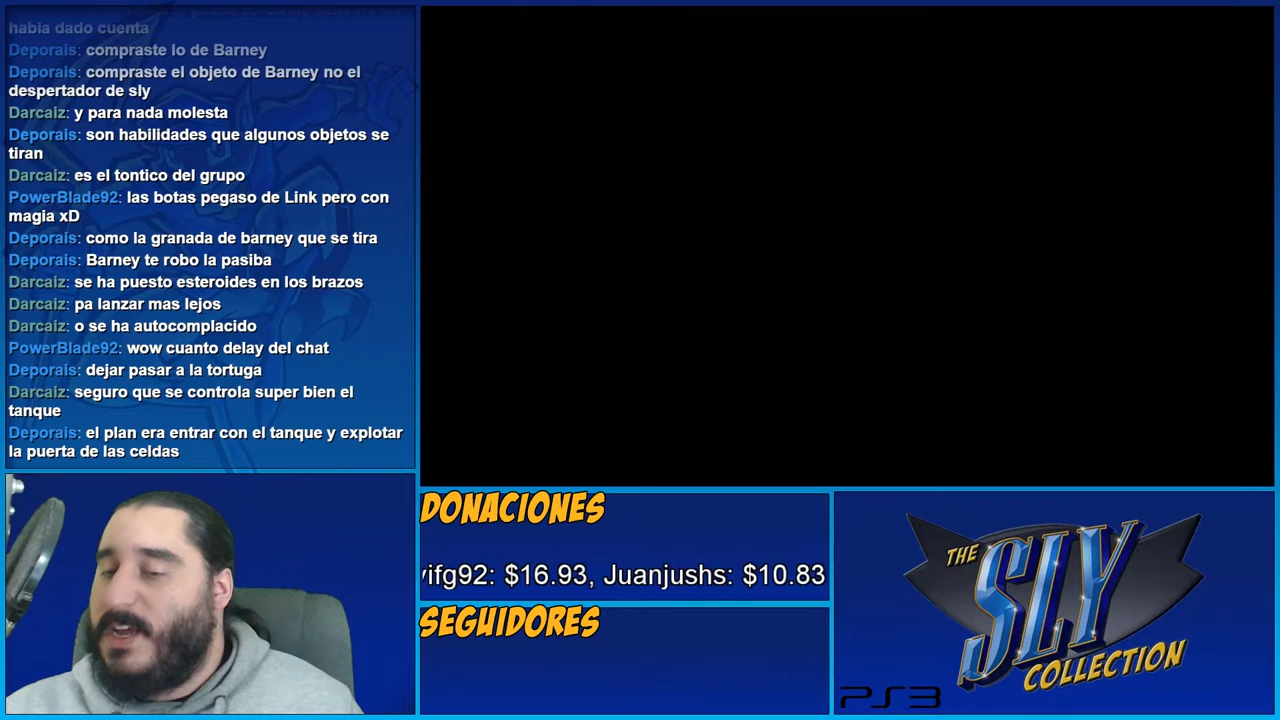 habia dado cuenta
Deporais: compraste lo de Barney
Deporais: compraste el objeto de Barney no el
despertador de sly
Darcaiz: y para nada molesta
Deporais: son habilidades que algunos objetos se
tiran
Darcaiz: es el tontico del grupo
PowerBlade92: las botas pegaso de Link pero con
magia xD
Deporais: como la granada de barney que se tira
Deporais: Barney te robo la pasiba
Darcaiz: se ha puesto esteroides en los brazos
Darcaiz: pa lanzar mas lejos
Darcaiz: o se ha autocomplacido
PowerBlade92: wow cuanto delay del chat
Deporais: dejar pasar a la tortuga
Darcaiz: seguro que se controla super bien el
tanque
Deporais: el plan era entrar con el tanque y explotar
la puerta de las celdas
DONACIONES
ifg92: $16.93, Juanjushs: $10.83
SEGUIDORES
THE
SLY
COLLECTION
PS3